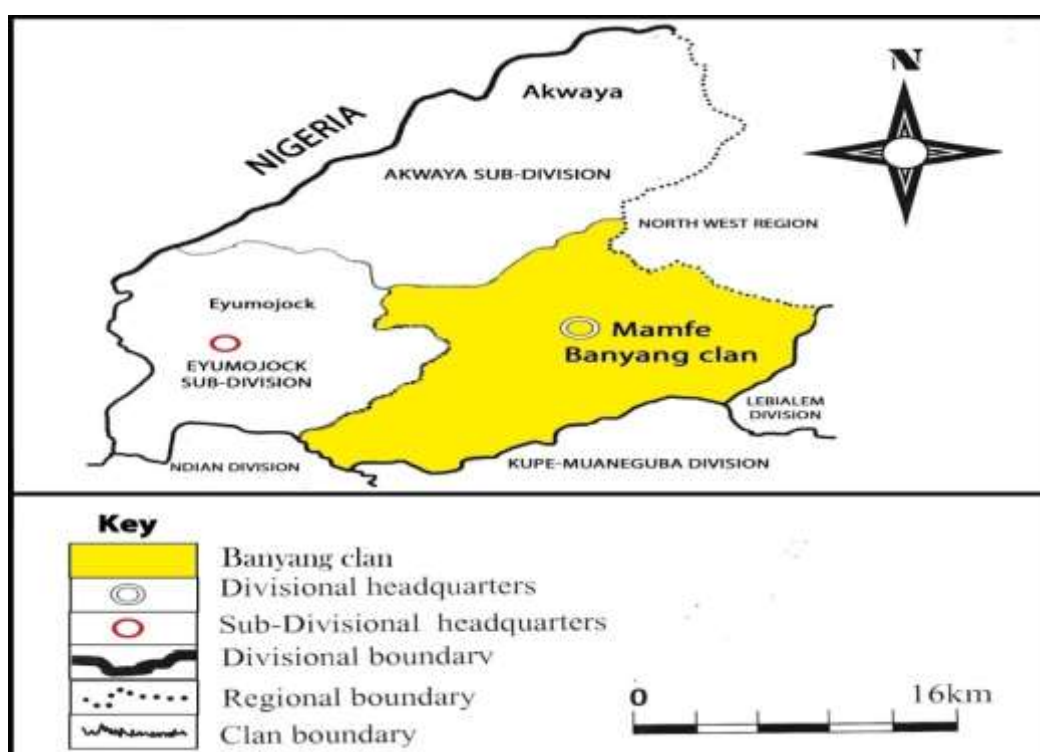 N
Akwaya
NIGERIA
AKWAYA SUB-DIVISION
NORTH WEST REGION
Eyumojock
Mamfe
Banyang clan
EYUMOJOCK
SUB-DIVISION
LEBIALEM
DIVISION
NDIAN DIVISION
KUPE-MUANEGUBA DIVISION
Key
Banyang clan
Divisional headquarters
Sub-Divisional headquarters
Divisional boundary
Regional boundary
Clan boundary
0 16km